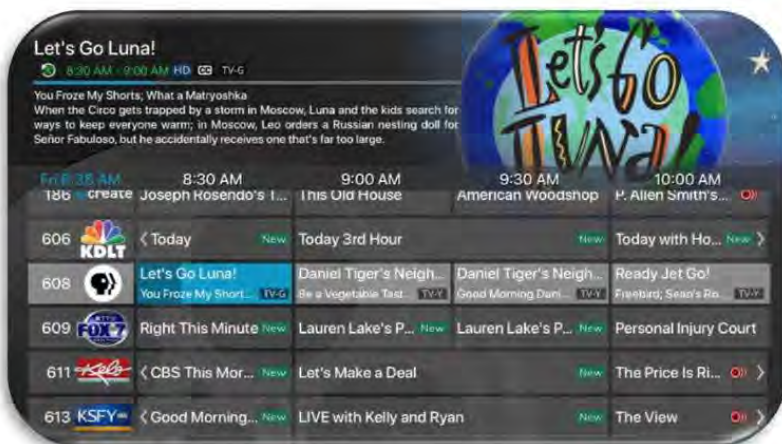 Let's Go Luna!
8:30 AM - 9:00 AM HD CC TV-G
You Froze My Shorts; What a Matryoshka
When the Circo gets trapped by a storm in Moscow, Luna and the kids search for
ways to keep everyone warm; in Moscow, Leo orders a Russian nesting doll for
Señor Fabuloso, but he accidentally receives one that's far too large.
Let's Go Luna!
Fri 8:38 AM 8:30 AM 9:00 AM 9:30 AM 10:00 AM
186 create Joseph Rosendo's T... This Old House American Woodshop P. Allen Smith's...
606 KDLT Today New Today 3rd Hour New Today with Ho... New
608 Let's Go Luna! Daniel Tiger's Neigh... Daniel Tiger's Neigh... Ready Jet Go!
You Froze My Short... TV-G Be a Vegetable Tast... TV-Y Good Morning Dani... TV-Y Freebird; Sean's Ro... TV-Y
609 FOX 7 Right This Minute New Lauren Lake's P... New Lauren Lake's P... New Personal Injury Court
611 Kelo CBS This Mor... New Let's Make a Deal New The Price Is Ri...
613 KSFY Good Morning... New LIVE with Kelly and Ryan New The View